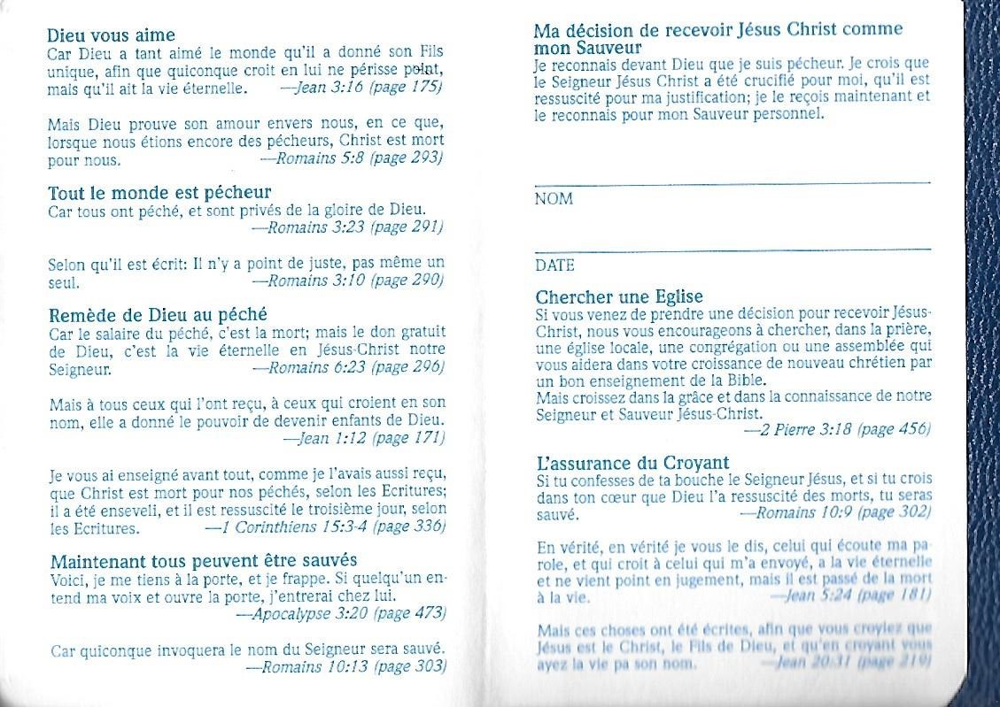 Dieu vous aime
Car Dieu a tant aimé le monde qu'il a donné son Fils
unique, afin que quiconque croit en lui ne périsse point,
mais qu'il ait la vie éternelle. —Jean 3:16 (page 175)
Mais Dieu prouve son amour envers nous, en ce que,
lorsque nous étions encore des pécheurs, Christ est mort
pour nous. —Romains 5:8 (page 293)
Tout le monde est pécheur
Car tous ont péché, et sont privés de la gloire de Dieu.
—Romains 3:23 (page 291)
Selon qu'il est écrit: Il n'y a point de juste, pas même un
seul. —Romains 3:10 (page 290)
Remède de Dieu au péché
Car le salaire du péché, c'est la mort; mais le don gratuit
de Dieu, c'est la vie éternelle en Jésus-Christ notre
Seigneur. —Romains 6:23 (page 296)
Mais à tous ceux qui l'ont reçu, à ceux qui croient en son
nom, elle a donné le pouvoir de devenir enfants de Dieu.
—Jean 1:12 (page 171)
Je vous ai enseigné avant tout, comme je l'avais aussi reçu,
que Christ est mort pour nos péchés, selon les Ecritures;
il a été enseveli, et il est ressuscité le troisième jour, selon
les Ecritures. —1 Corinthiens 15:3-4 (page 336)
Maintenant tous peuvent être sauvés
Voici, je me tiens à la porte, et je frappe. Si quelqu'un en-
tend ma voix et ouvre la porte, j'entrerai chez lui.
—Apocalypse 3:20 (page 473)
Car quiconque invoquera le nom du Seigneur sera sauvé.
—Romains 10:13 (page 303)
Ma décision de recevoir Jésus Christ comme
mon Sauveur
Je reconnais devant Dieu que je suis pécheur. Je crois que
le Seigneur Jésus Christ a été crucifié pour moi, qu'il est
ressuscité pour ma justification; je le reçois maintenant et
le reconnais pour mon Sauveur personnel.
NOM
DATE
Chercher une Eglise
Si vous venez de prendre une décision pour recevoir Jésus-
Christ, nous vous encourageons à chercher, dans la prière,
une église locale, une congrégation ou une assemblée qui
vous aidera dans votre croissance de nouveau chrétien par
un bon enseignement de la Bible.
Mais croissez dans la grâce et dans la connaissance de notre
Seigneur et Sauveur Jésus-Christ.
—2 Pierre 3:18 (page 456)
L'assurance du Croyant
Si tu confesses de ta bouche le Seigneur Jésus, et si tu crois
dans ton cœur que Dieu l'a ressuscité des morts, tu seras
sauvé. —Romains 10:9 (page 302)
En vérité, en vérité je vous le dis, celui qui écoute ma pa-
role, et qui croit à celui qui m'a envoyé, a la vie éternelle
et ne vient point en jugement, mais il est passé de la mort
à la vie. —Jean 5:24 (page 181)
Mais ces choses ont été écrites, afin que vous croyiez que
Jésus est le Christ, le Fils de Dieu, et qu'en croyant vous
ayez la vie pa son nom. —Jean 20:31 (page 219)